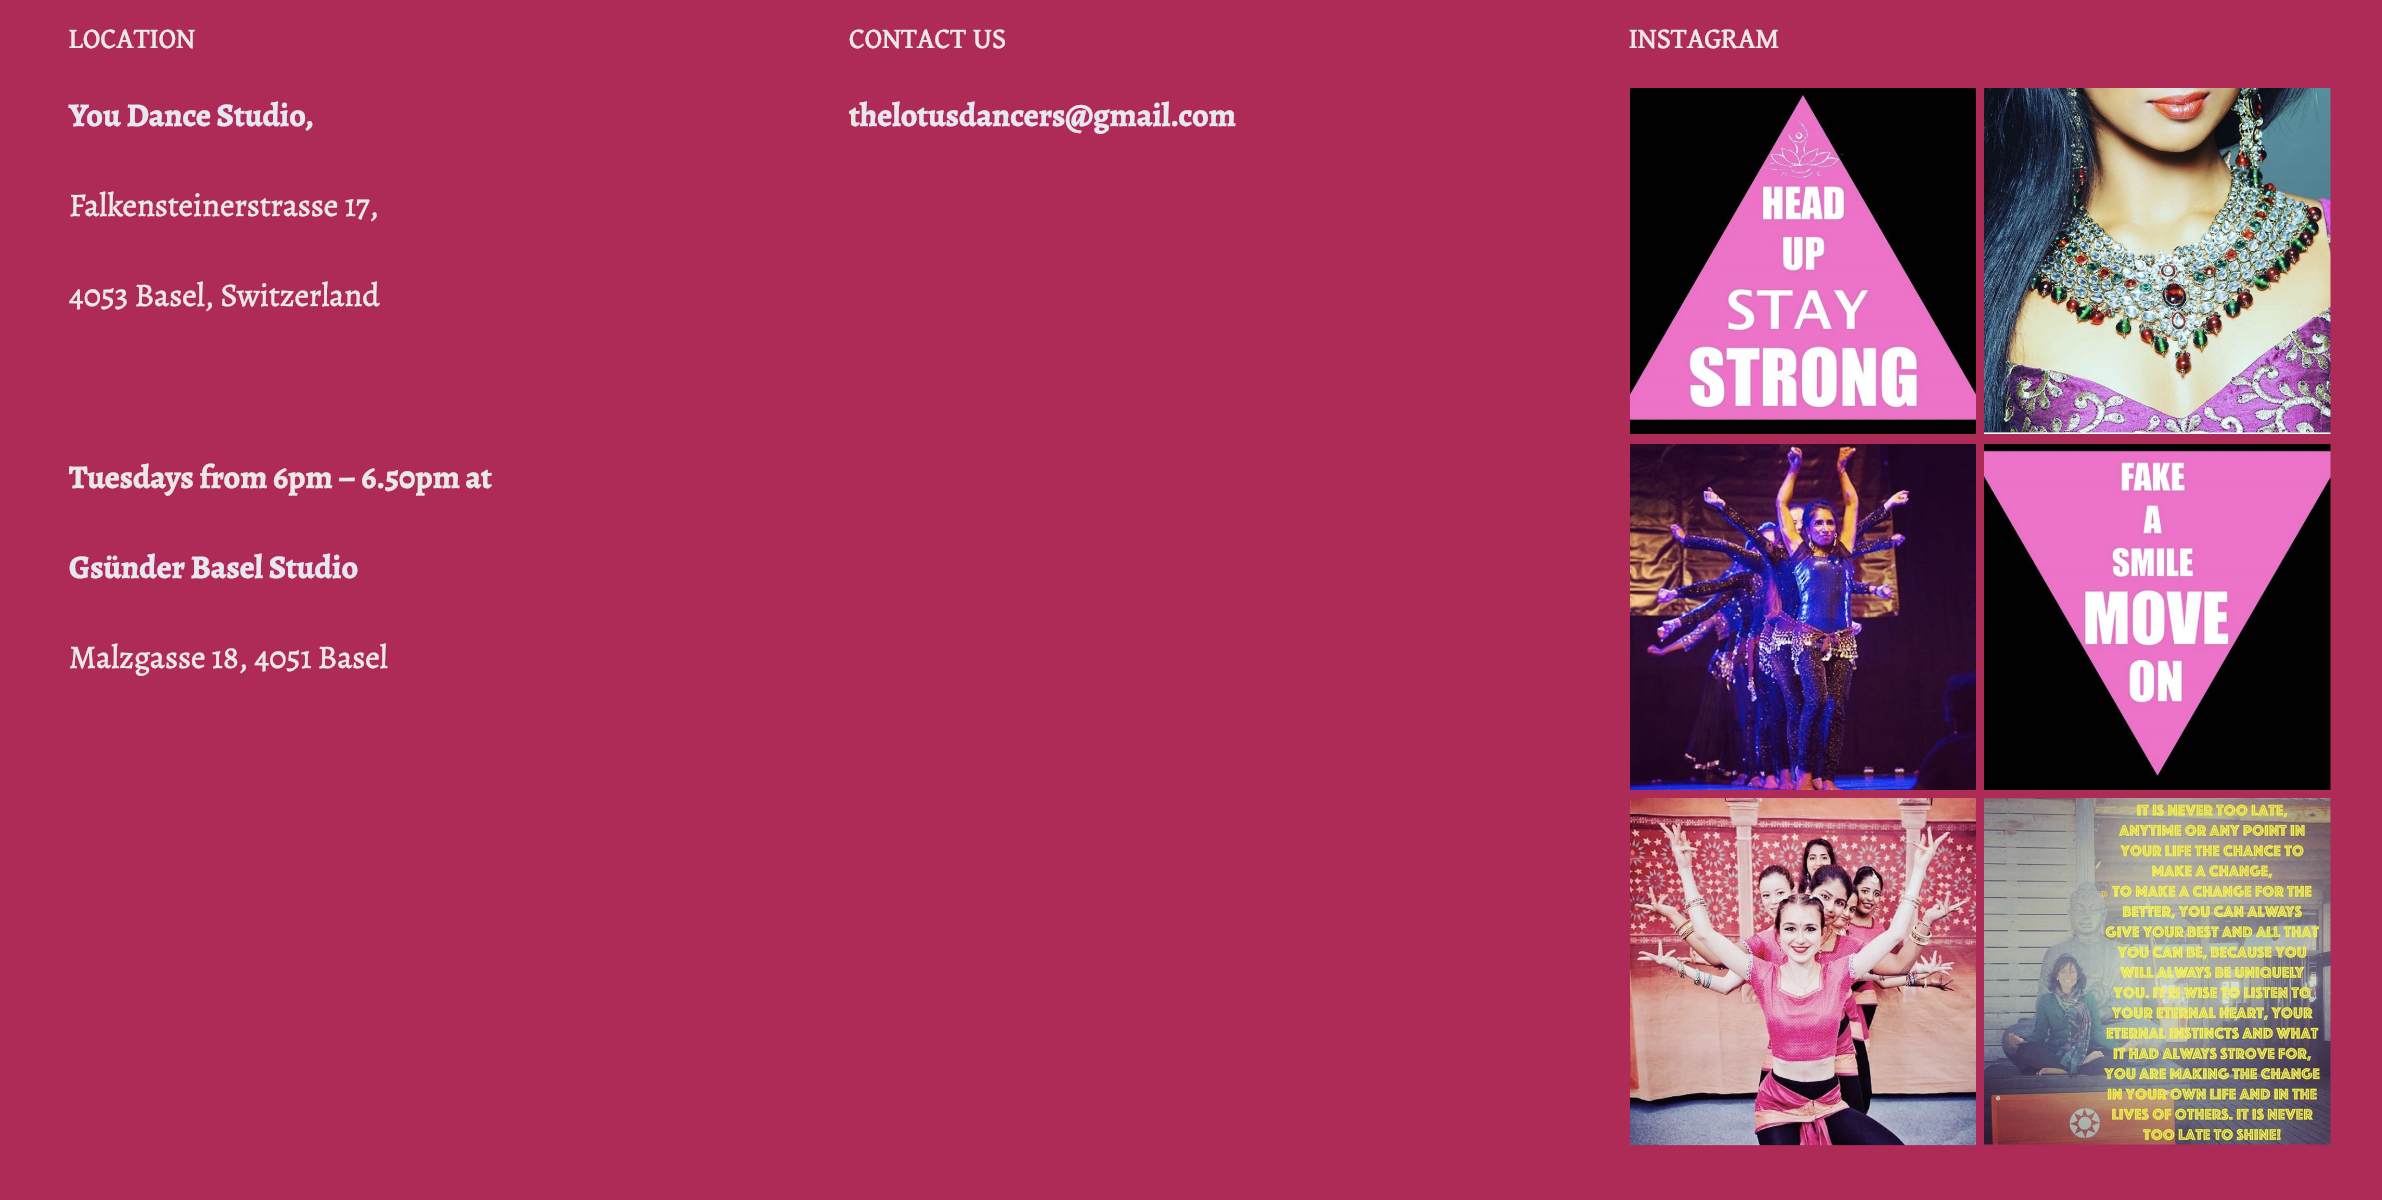 LOCATION
You Dance Studio,
Falkensteinerstrasse 17,
4053 Basel, Switzerland
Tuesdays from 6pm – 6.50pm at
Gsünder Basel Studio
Malzgasse 18, 4051 Basel
CONTACT US
thelotusdancers@gmail.com
INSTAGRAM
HEAD
UP
STAY
STRONG
FAKE
A
SMILE
MOVE
ON
IT IS NEVER TOO LATE,
ANYTIME OR ANY POINT IN
YOUR LIFE THE CHANCE TO
MAKE A CHANGE,
TO MAKE A CHANGE FOR THE
BETTER, YOU CAN ALWAYS
GIVE YOUR BEST AND ALL THAT
YOU CAN BE, BECAUSE YOU
WILL ALWAYS BE UNIQUELY
YOU. IT IS WISE TO LISTEN TO
YOUR ETERNAL HEART, YOUR
ETERNAL INSTINCTS AND WHAT
IT HAD ALWAYS STROVE FOR,
YOU ARE MAKING THE CHANGE
IN YOUR OWN LIFE AND IN THE
LIVES OF OTHERS. IT IS NEVER
TOO LATE TO SHINE!